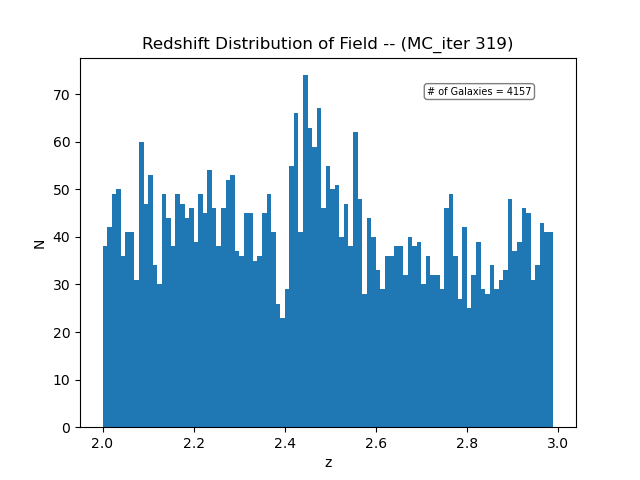 Redshift Distribution of Field -- (MC_iter 319)
# of Galaxies = 4157
70
60
50
40
30
20
10
0
N
2.0 2.2 2.4 2.6 2.8 3.0
z